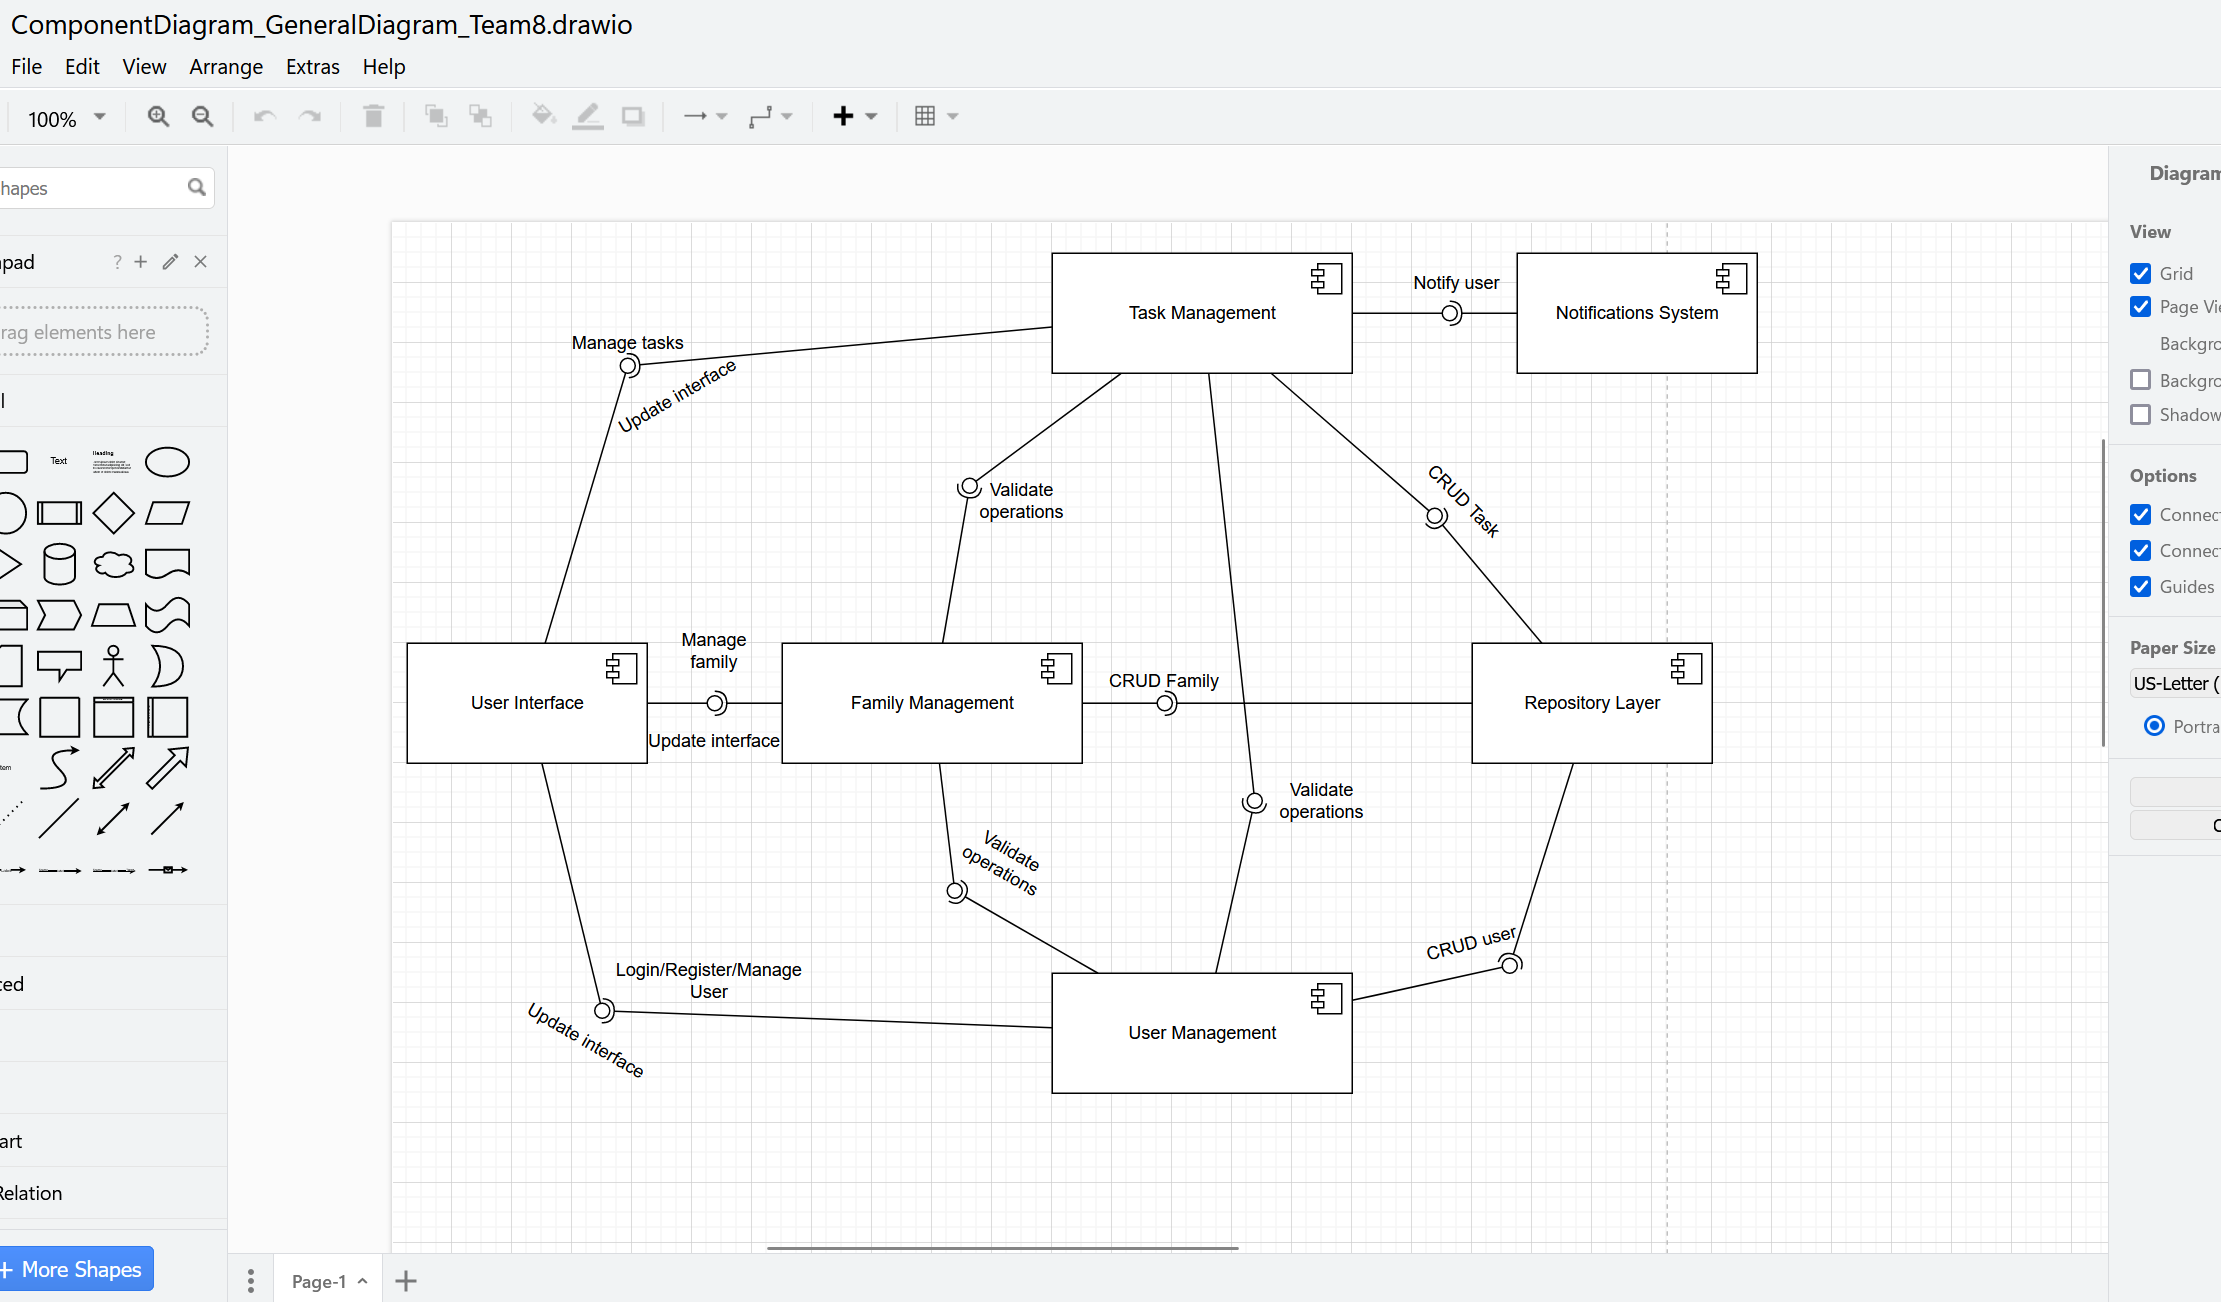 ComponentDiagram_GeneralDiagram_Team8.drawio
File Edit View Arrange Extras Help
100%
hapes
Diagram
View
Grid
Page Vie
Backgro
Backgro
Shadow
Options
Connec
Connec
Guides
Paper Size
US-Letter (
Portra
C
pad
?
rag elements here
l
Text
Heading
tem
ced
art
Relation
+ More Shapes
Page-1
Task Management
Notify user
Notifications System
Manage tasks
Update interface
Validate
operations
CRUD Task
User Interface
Manage
family
Update interface
Family Management
CRUD Family
Repository Layer
Validate
operations
Validate
operations
CRUD user
Login/Register/Manage
User
Update interface
User Management